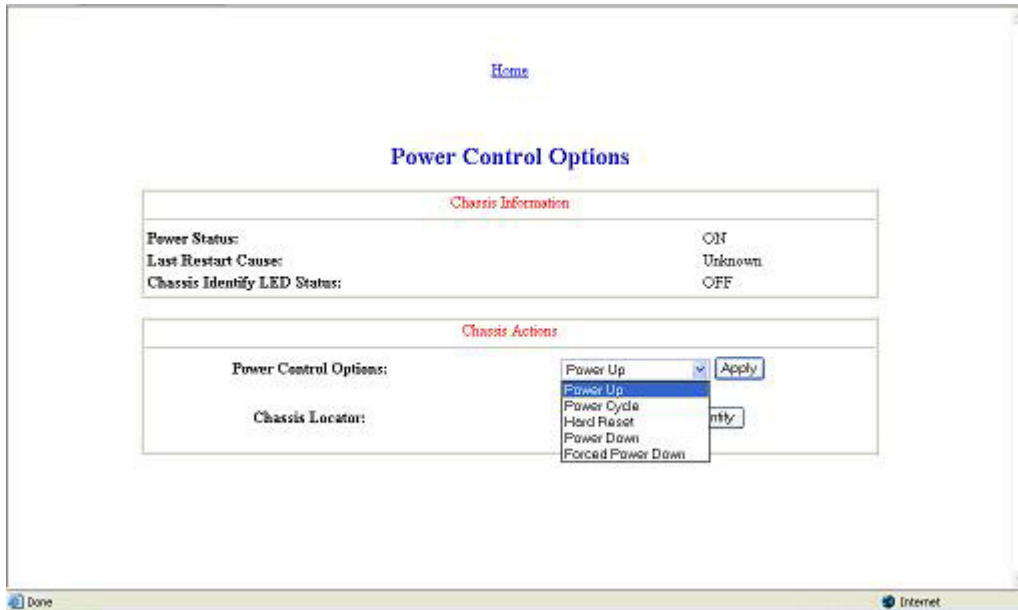 Home
Power Control Options
Chassis Information
Power Status: ON
Last Restart Cause: Unknown
Chassis Identify LED Status: OFF
Chassis Actions
Power Control Options: Power Up Apply
Power Up
Power Cycle
Hard Reset
Power Down
Forced Power Down
Chassis Locator: ntify
Done Internet